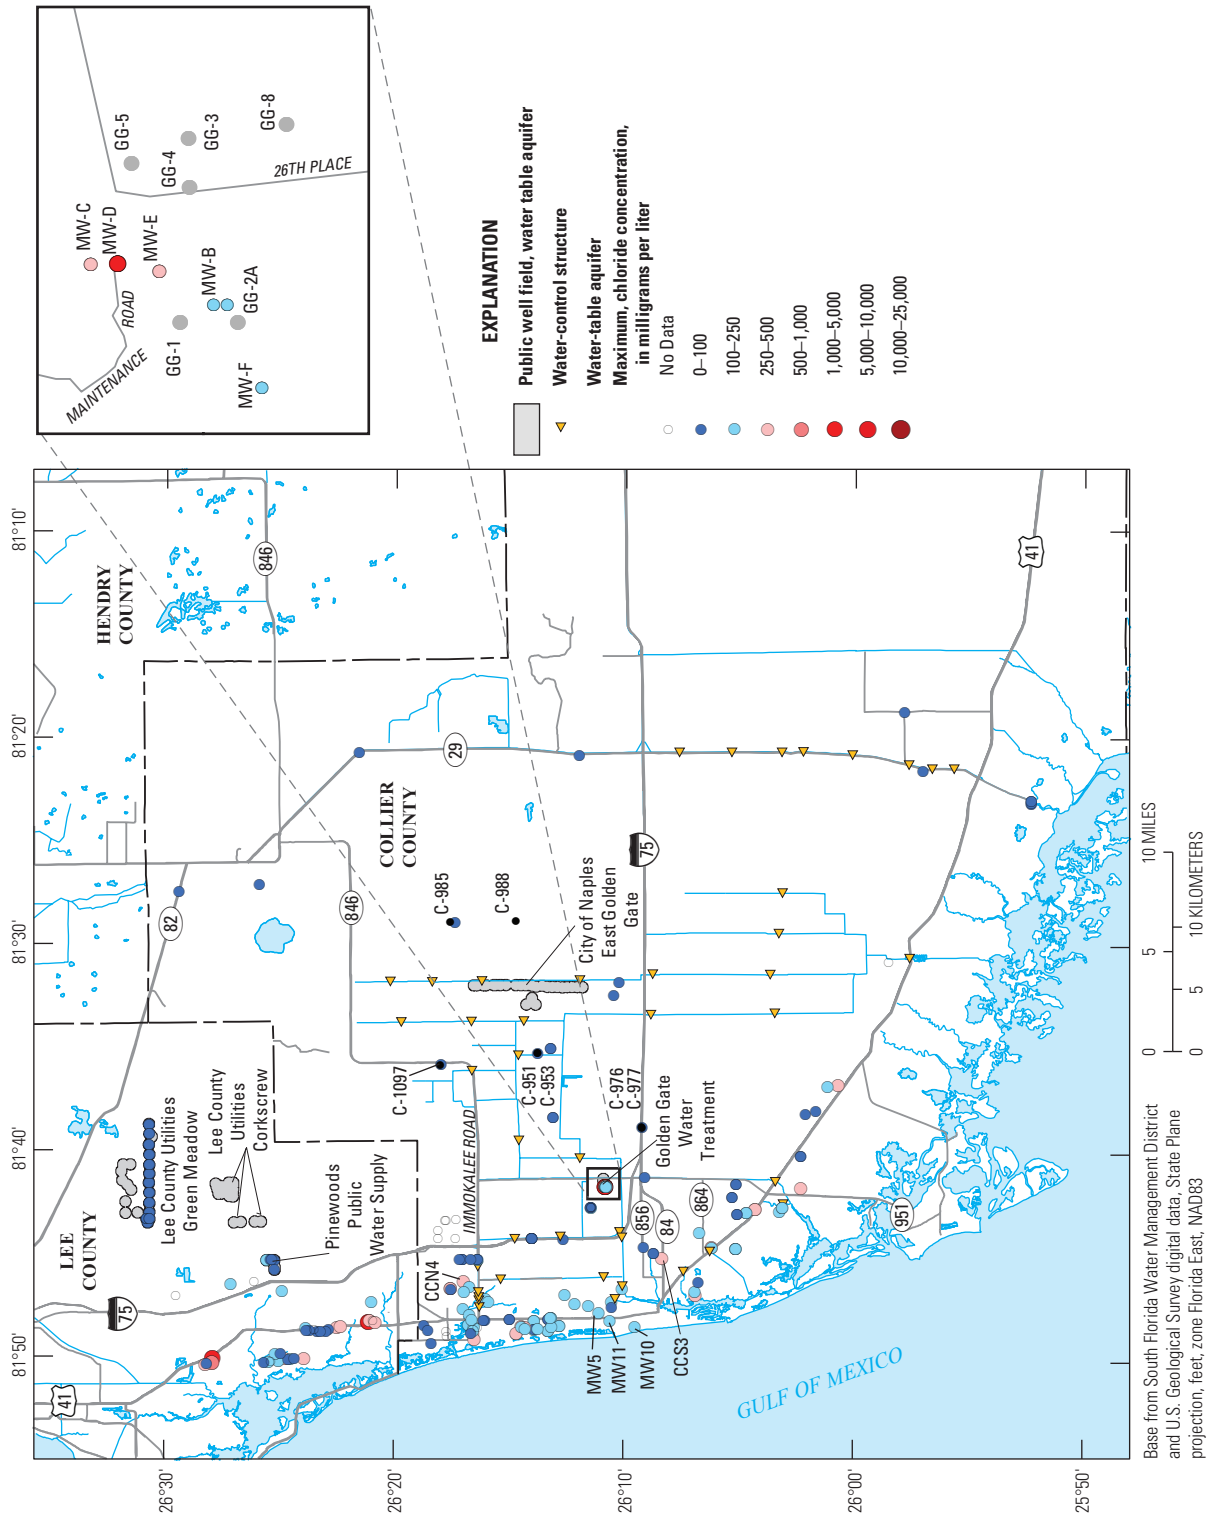 81°50'
81°40'
81°30'
81°20'
81°10'
26°30'
26°20'
26°10'
26°00'
25°50'
41
75
LEE
COUNTY
Lee County Utilities
Green Meadow
Lee County
Utilities
Corkscrew
Pinewoods
Public
Water Supply
82
HENDRY
COUNTY
846
846
29
COLLIER
COUNTY
C-985
C-988
C-1097
IMMOKALEE ROAD
CCN4
C-951
C-953
City of Naples
East Golden
Gate
C-976
C-977
Golden Gate
Water
Treatment
75
856
84
864
951
41
MW5
MW11
MW10
CCS3
GULF OF MEXICO
MAINTENANCE
ROAD
26TH PLACE
MW-C
MW-D
MW-E
MW-B
MW-F
GG-1
GG-2A
GG-5
GG-4
GG-3
GG-8
EXPLANATION
Public well field, water table aquifer
Water-control structure
Water-table aquifer
Maximum, chloride concentration,
in milligrams per liter
No Data
0–100
100–250
250–500
500–1,000
1,000–5,000
5,000–10,000
10,000–25,000
0 5 10 MILES
0 5 10 KILOMETERS
Base from South Florida Water Management District
and U.S. Geological Survey digital data, State Plane
projection, feet, zone Florida East, NAD83